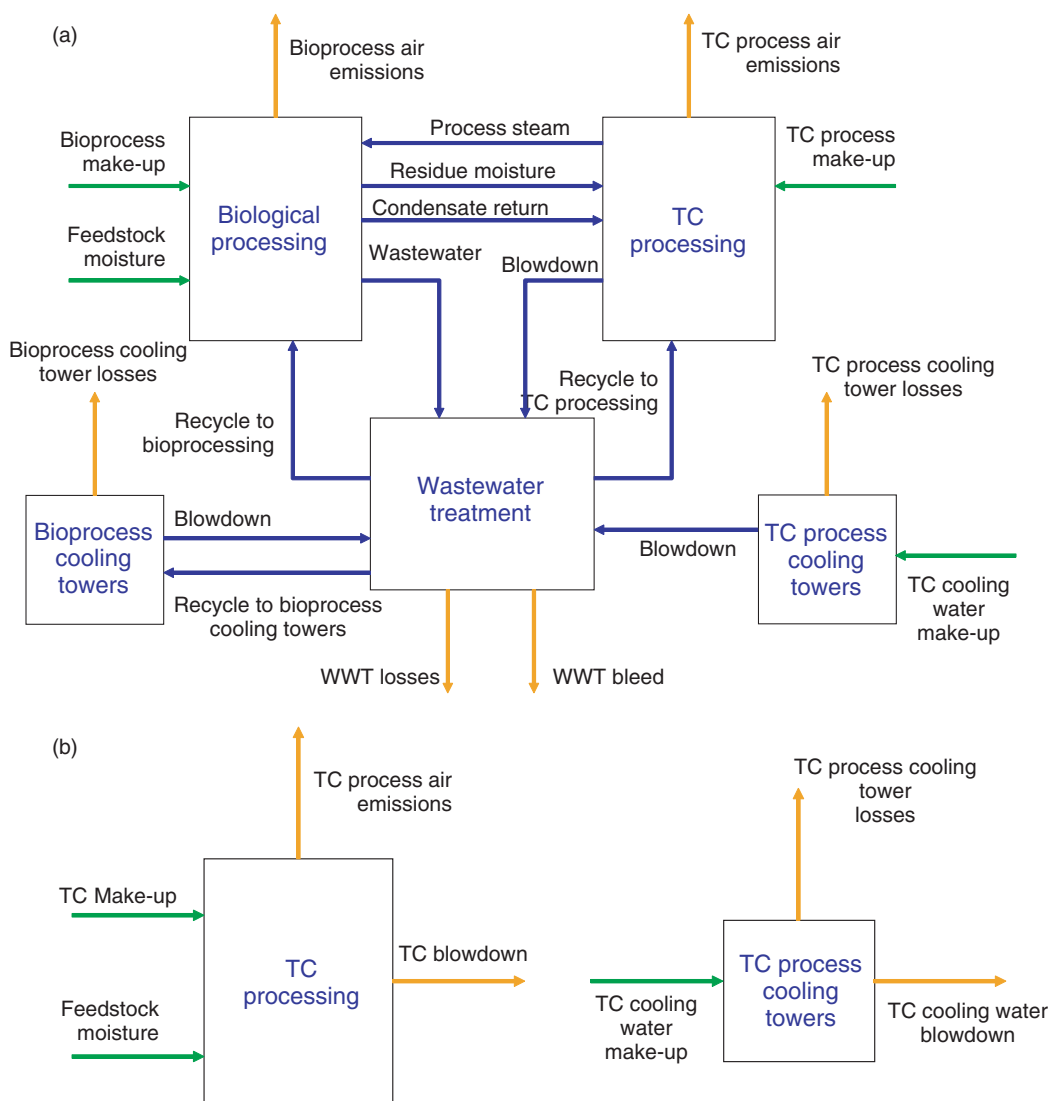 (a)
Bioprocess air
emissions
TC process air
emissions
Bioprocess
make-up
Process steam
TC process
make-up
Residue moisture
Biological
processing
Condensate return
TC
processing
Feedstock
moisture
Wastewater
Blowdown
Bioprocess cooling
tower losses
TC process cooling
tower losses
Recycle to
TC processing
Recycle to
bioprocessing
Wastewater
treatment
Bioprocess
cooling
towers
Blowdown
Blowdown
TC process
cooling
towers
Recycle to bioprocess
cooling towers
TC cooling
water
make-up
WWT losses
WWT bleed
(b)
TC process air
emissions
TC process cooling
tower
losses
TC Make-up
TC
processing
TC blowdown
Feedstock
moisture
TC process
cooling
towers
TC cooling
water
make-up
TC cooling water
blowdown